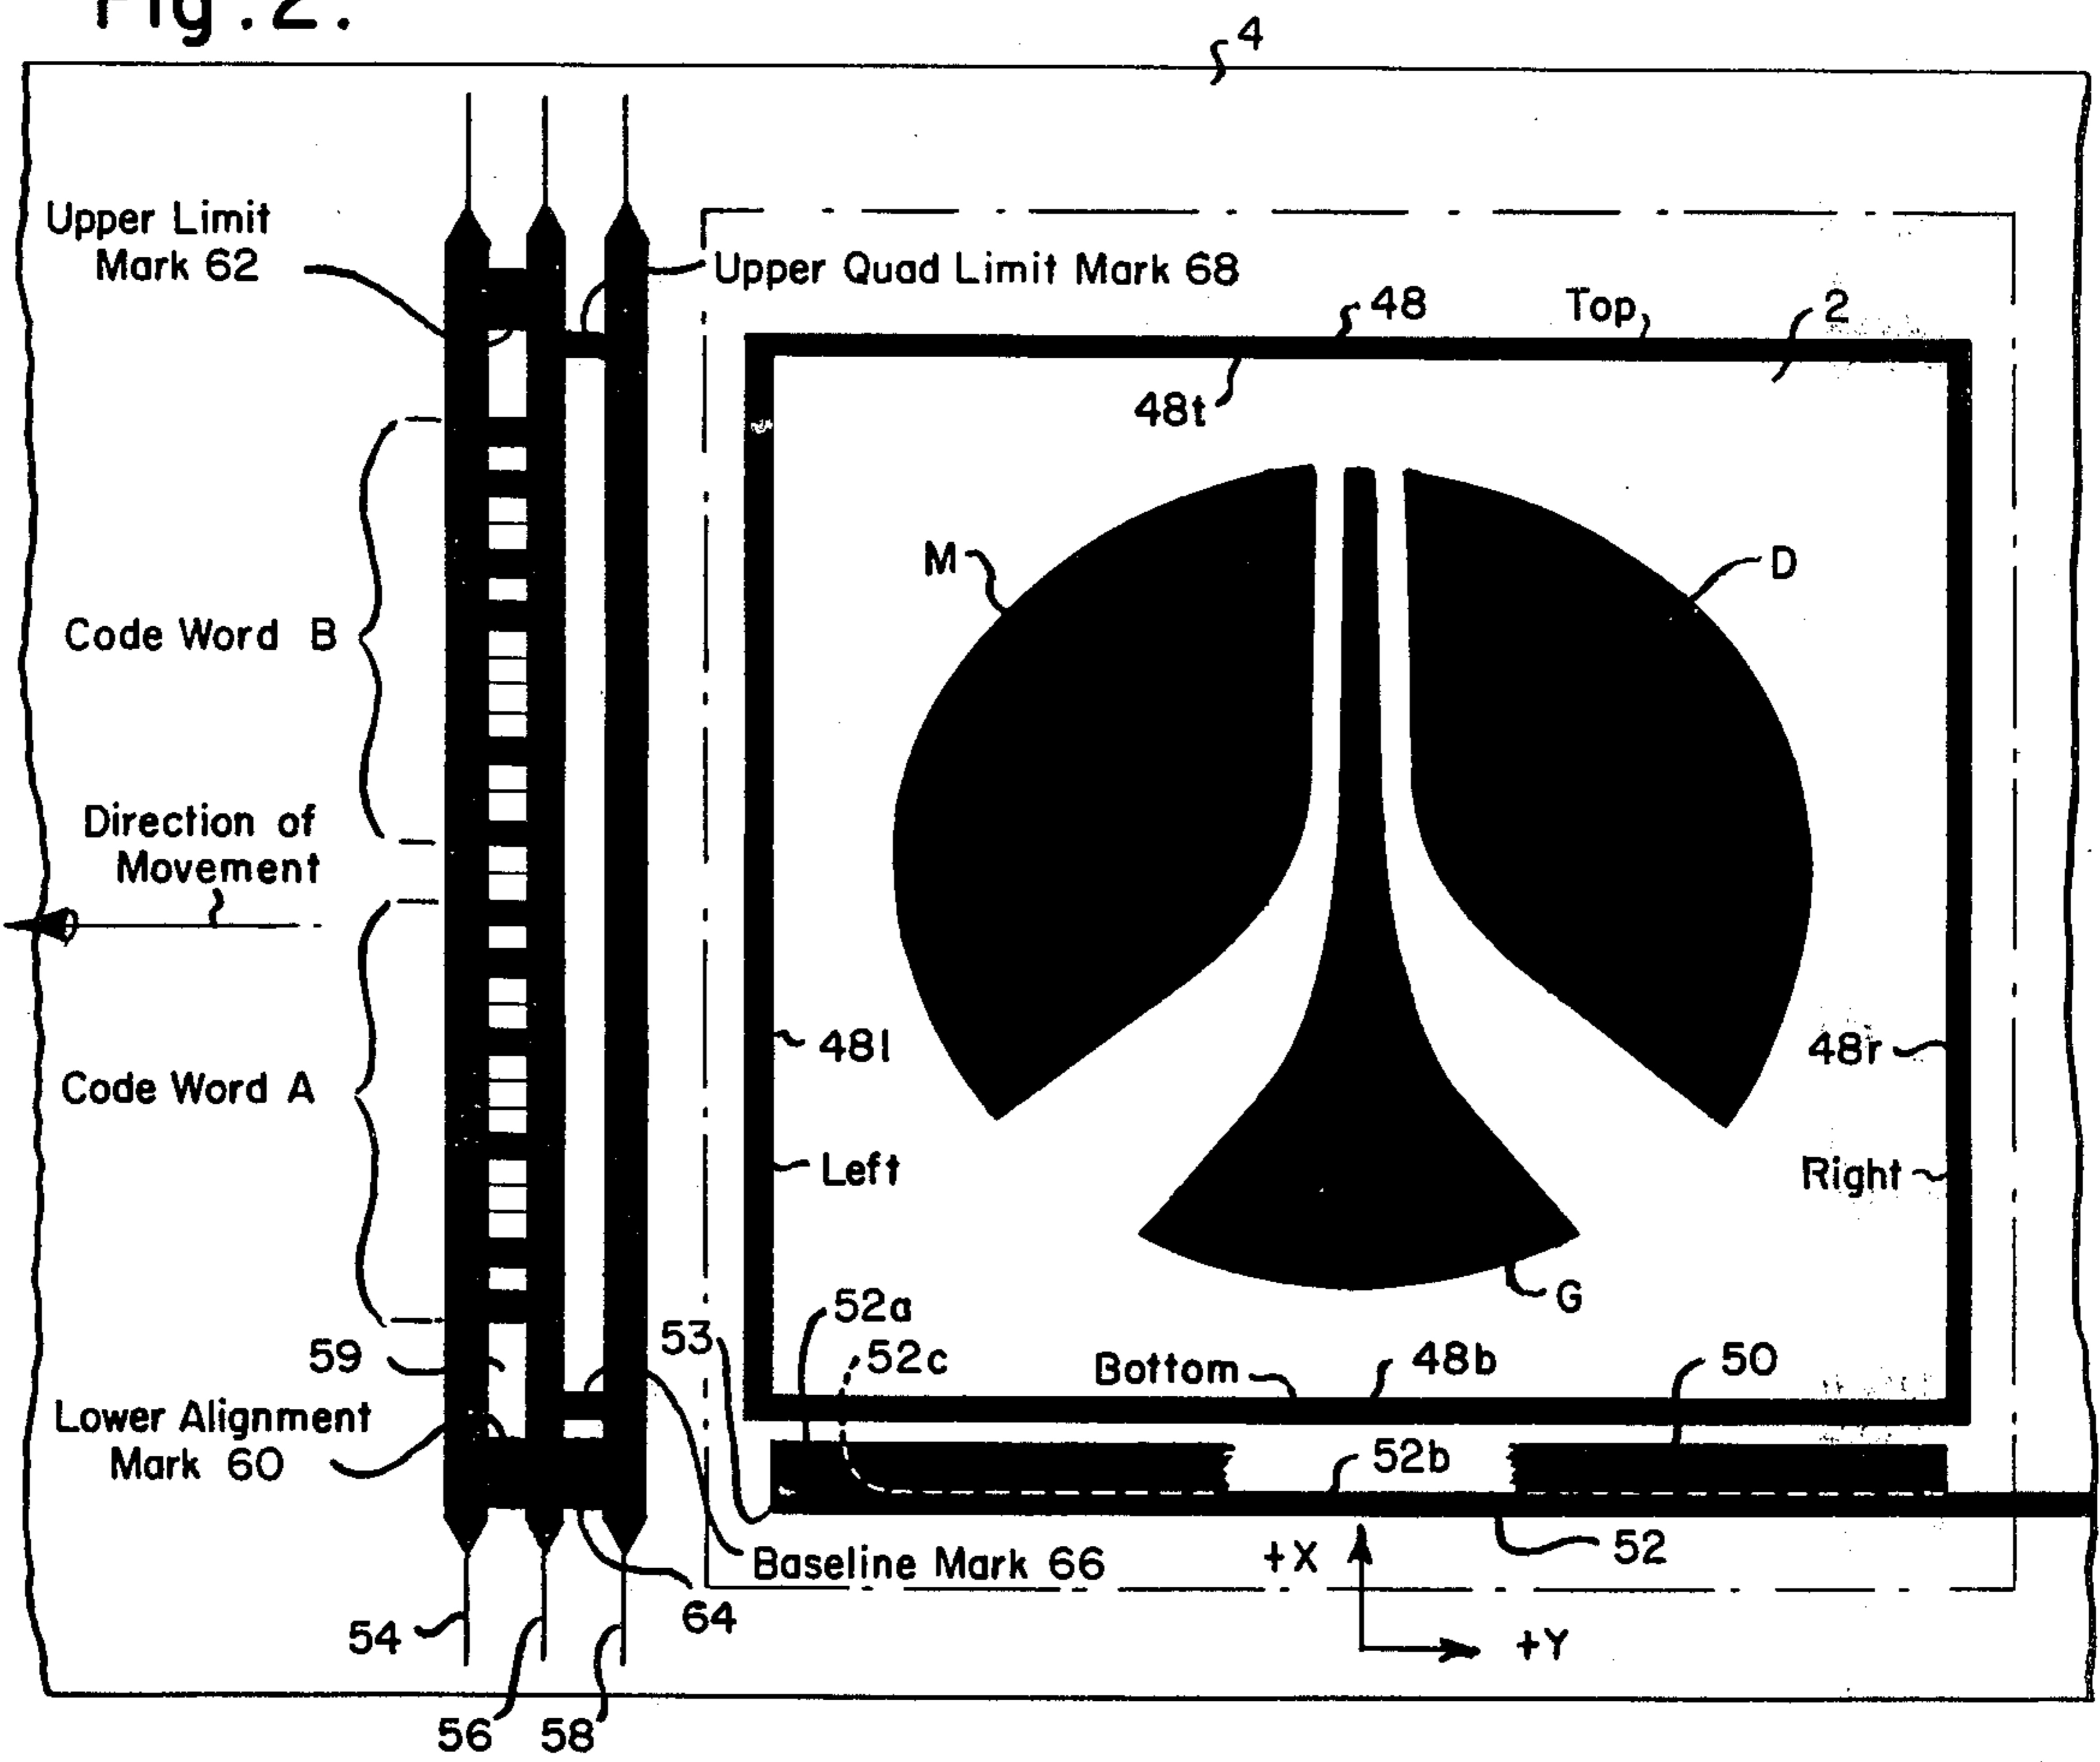 Fig.2.
4
Upper Limit
Mark 62
Upper Quad Limit Mark 68
48
Top
2
48t
M
D
Code Word B
Direction of
Movement
48l
48r
Code Word A
Left
Right
G
52a
53
52c
59
Bottom
48b
50
Lower Alignment
Mark 60
52b
52
Baseline Mark 66
+X
64
54
+Y
56
58